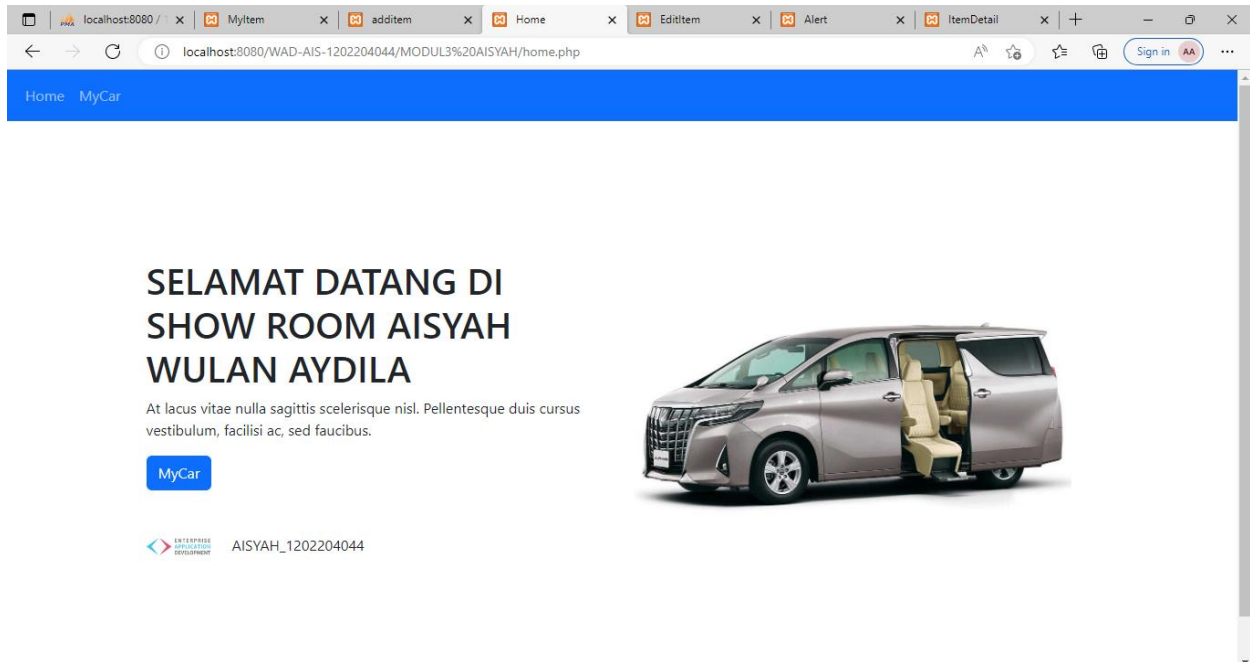 localhost:8080 /
MyItem
additem
Home
EditItem
Alert
ItemDetail
localhost:8080/WAD-AIS-1202204044/MODUL3%20AISYAH/home.php
Sign in
AA
Home MyCar
SELAMAT DATANG DI
SHOW ROOM AISYAH
WULAN AYDILA
At lacus vitae nulla sagittis scelerisque nisl. Pellentesque duis cursus
vestibulum, facilisi ac, sed faucibus.
MyCar
ENTERPRISE
APPLICATION
DEVELOPMENT
AISYAH_1202204044